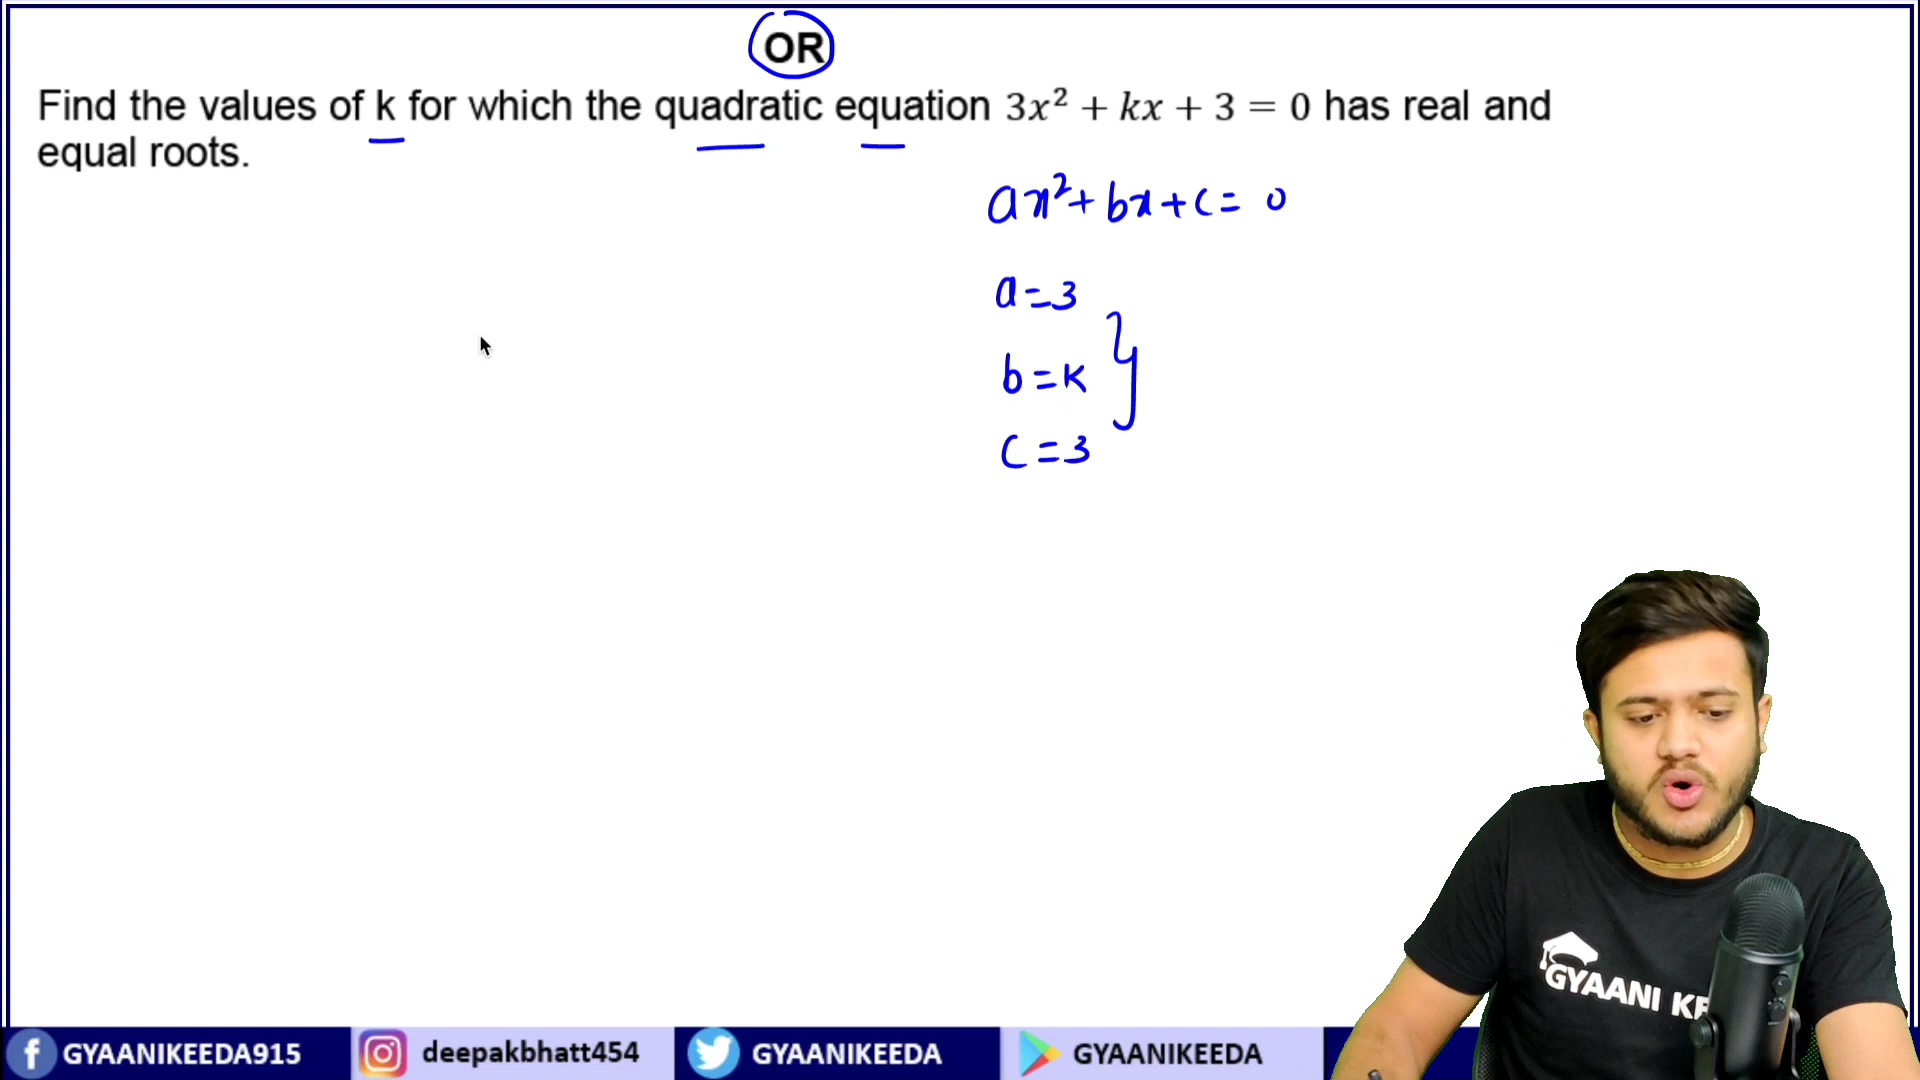 OR
Find the values of k for which the quadratic equation 3x² + kx + 3 = 0 has real and
equal roots.
ax²+bx+c= 0
a=3
b=k
c=3
GYAANI KE
GYAANIKEEDA915 deepakbhatt454 GYAANIKEEDA GYAANIKEEDA